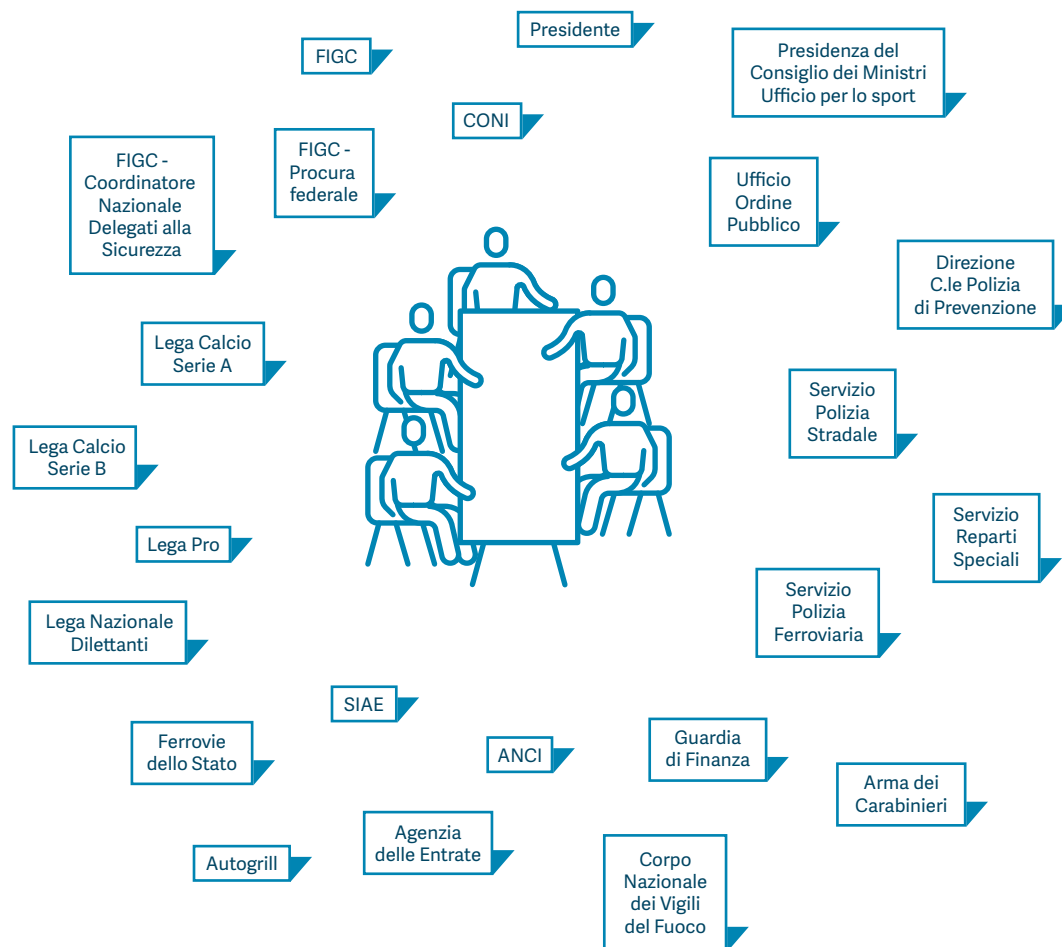 Presidente
FIGC
Presidenza del
Consiglio dei Ministri
Ufficio per lo sport
CONI
FIGC -
Procura
federale
FIGC -
Coordinatore
Nazionale
Delegati alla
Sicurezza
Ufficio
Ordine
Pubblico
Direzione
C.le Polizia
di Prevenzione
Lega Calcio
Serie A
Servizio
Polizia
Stradale
Lega Calcio
Serie B
Servizio
Reparti
Speciali
Lega Pro
Servizio
Polizia
Ferroviaria
Lega Nazionale
Dilettanti
SIAE
Ferrovie
dello Stato
ANCI
Guardia
di Finanza
Arma dei
Carabinieri
Agenzia
delle Entrate
Autogrill
Corpo
Nazionale
dei Vigili
del Fuoco